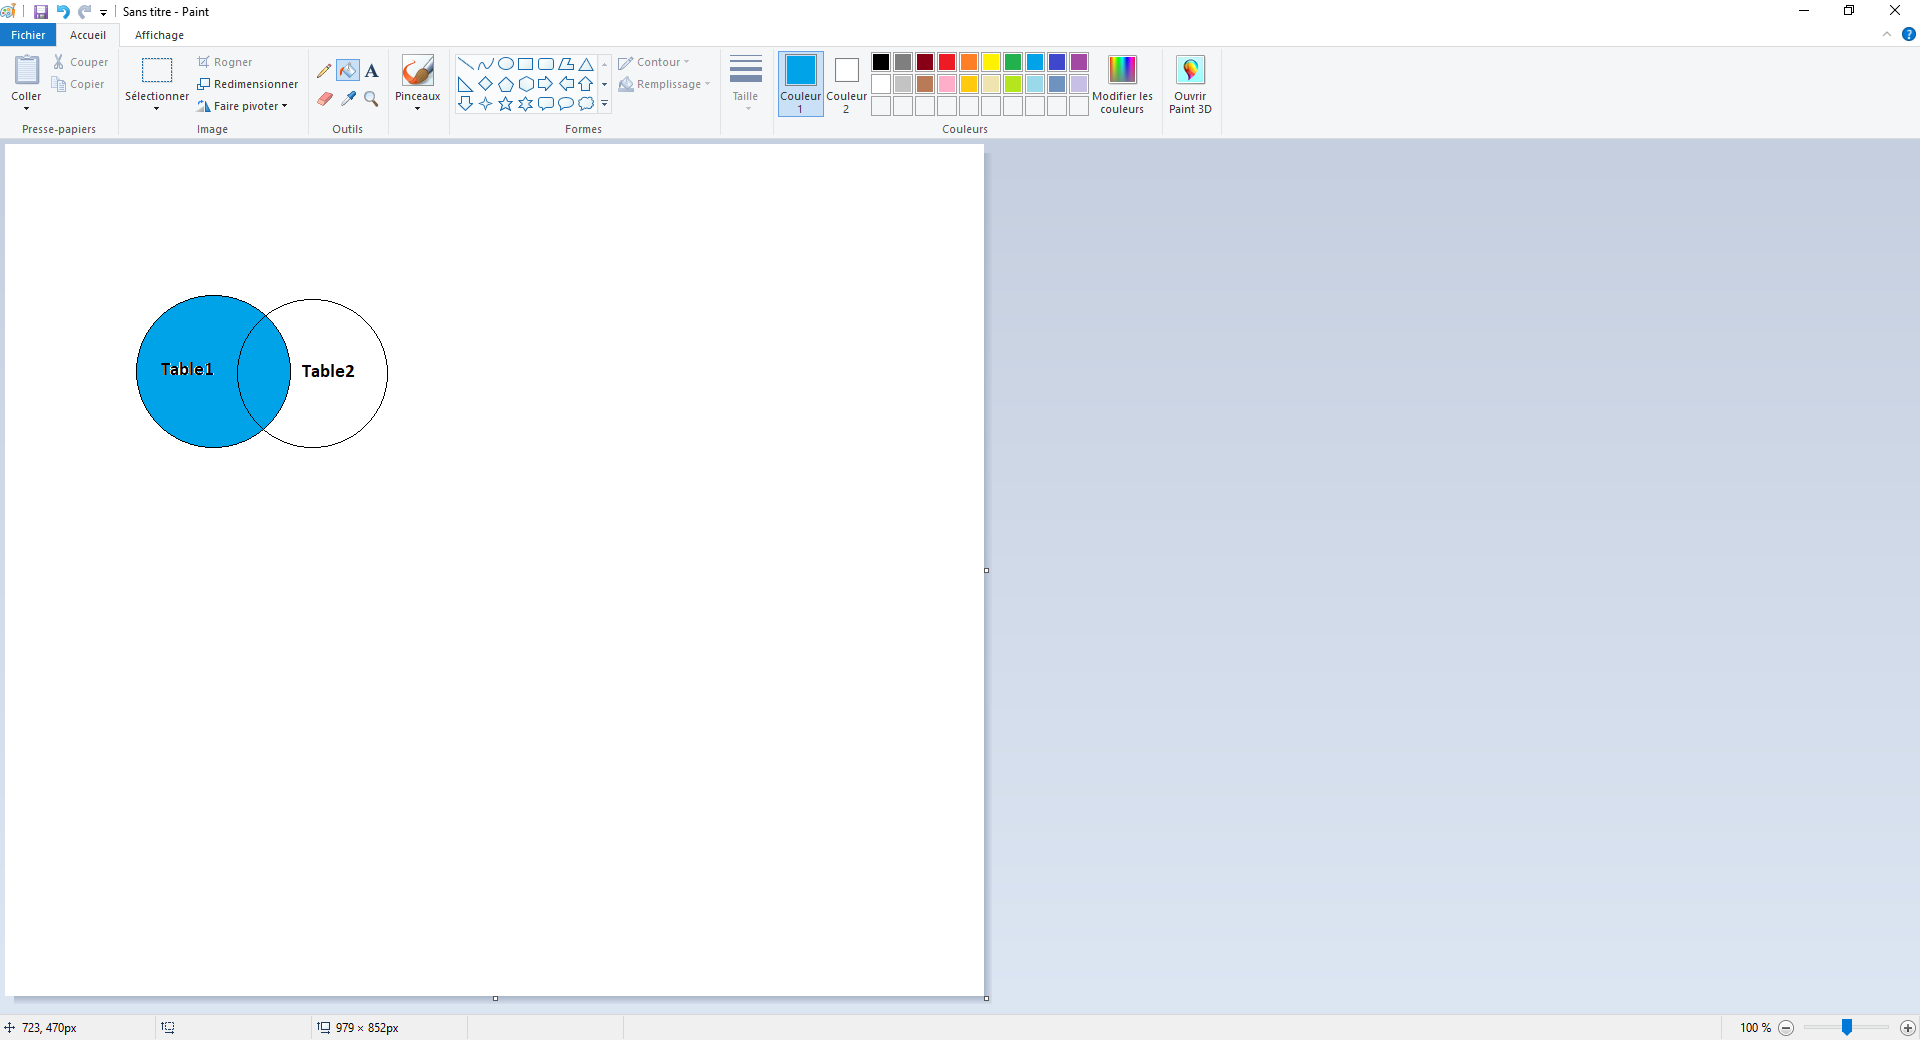 Sans titre - Paint
Fichier Accueil Affichage
Coller
Couper
Copier
Presse-papiers
Sélectionner
Rogner
Redimensionner
Faire pivoter
Image
A
Outils
Pinceaux
Formes
Contour
Remplissage
Taille
Couleur
1
Couleur
2
Modifier les
couleurs
Couleurs
Ouvrir
Paint 3D
?
Table1
Table2
723, 470px
979 × 852px
100 %